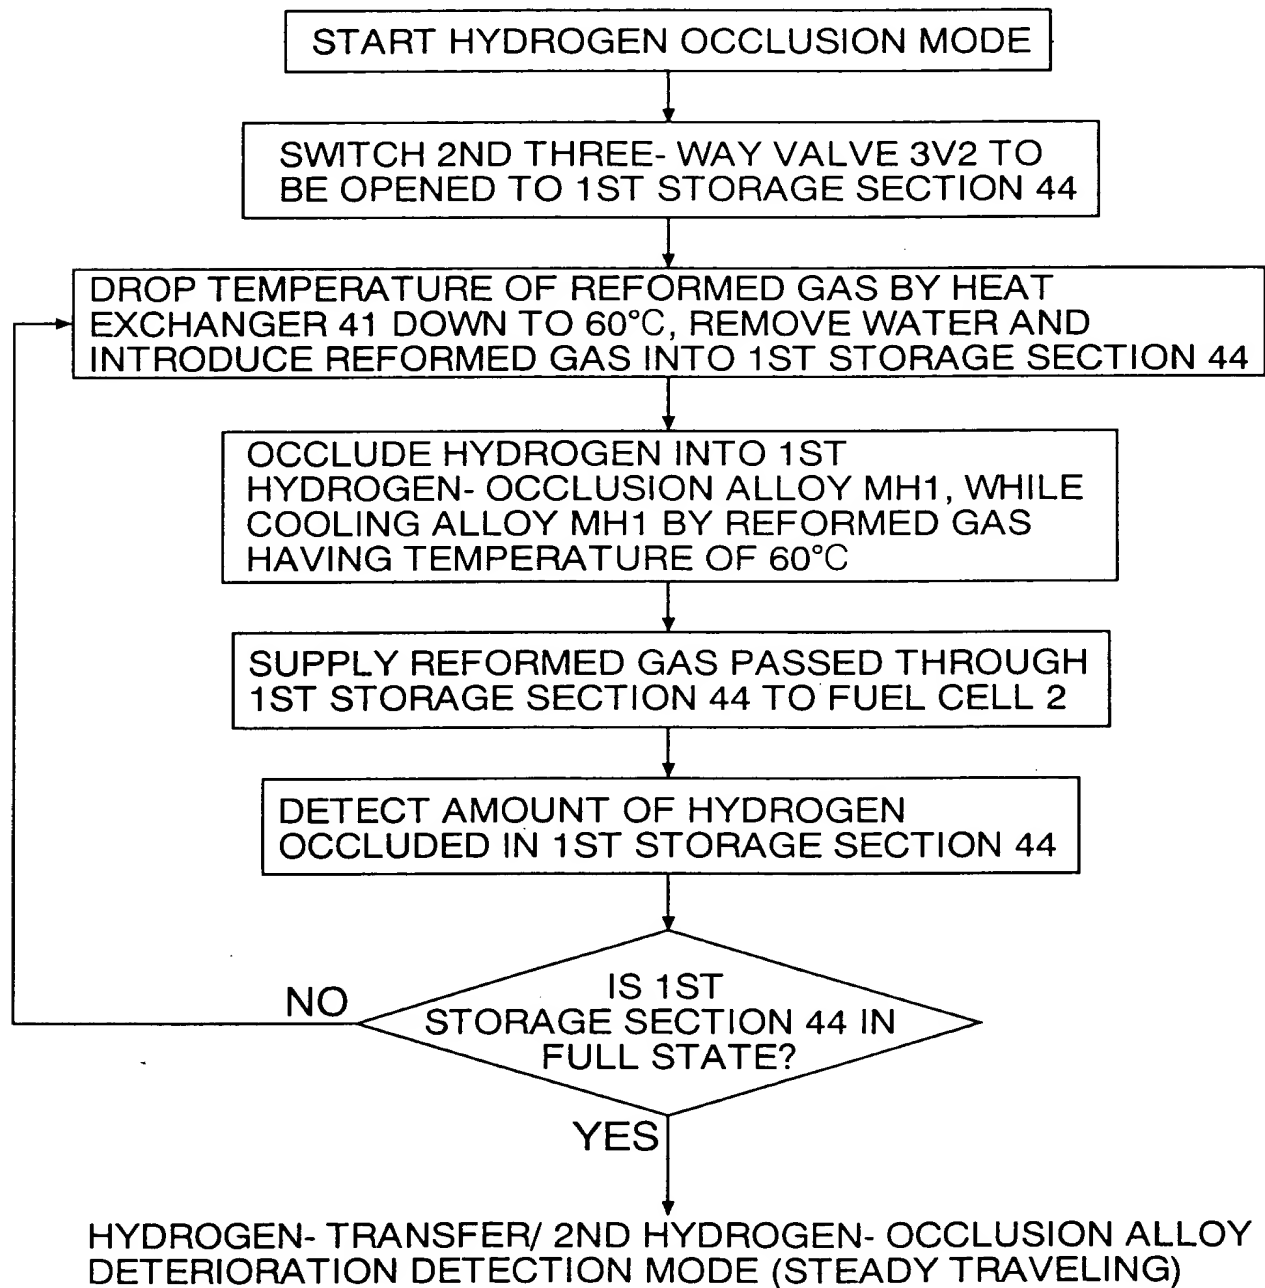 START HYDROGEN OCCLUSION MODE
SWITCH 2ND THREE- WAY VALVE 3V2 TO
BE OPENED TO 1ST STORAGE SECTION 44
DROP TEMPERATURE OF REFORMED GAS BY HEAT
EXCHANGER 41 DOWN TO 60°C, REMOVE WATER AND
INTRODUCE REFORMED GAS INTO 1ST STORAGE SECTION 44
OCCLUDE HYDROGEN INTO 1ST
HYDROGEN- OCCLUSION ALLOY MH1, WHILE
COOLING ALLOY MH1 BY REFORMED GAS
HAVING TEMPERATURE OF 60°C
SUPPLY REFORMED GAS PASSED THROUGH
1ST STORAGE SECTION 44 TO FUEL CELL 2
DETECT AMOUNT OF HYDROGEN
OCCLUDED IN 1ST STORAGE SECTION 44
IS 1ST
STORAGE SECTION 44 IN
FULL STATE?
NO
YES
HYDROGEN- TRANSFER/ 2ND HYDROGEN- OCCLUSION ALLOY
DETERIORATION DETECTION MODE (STEADY TRAVELING)